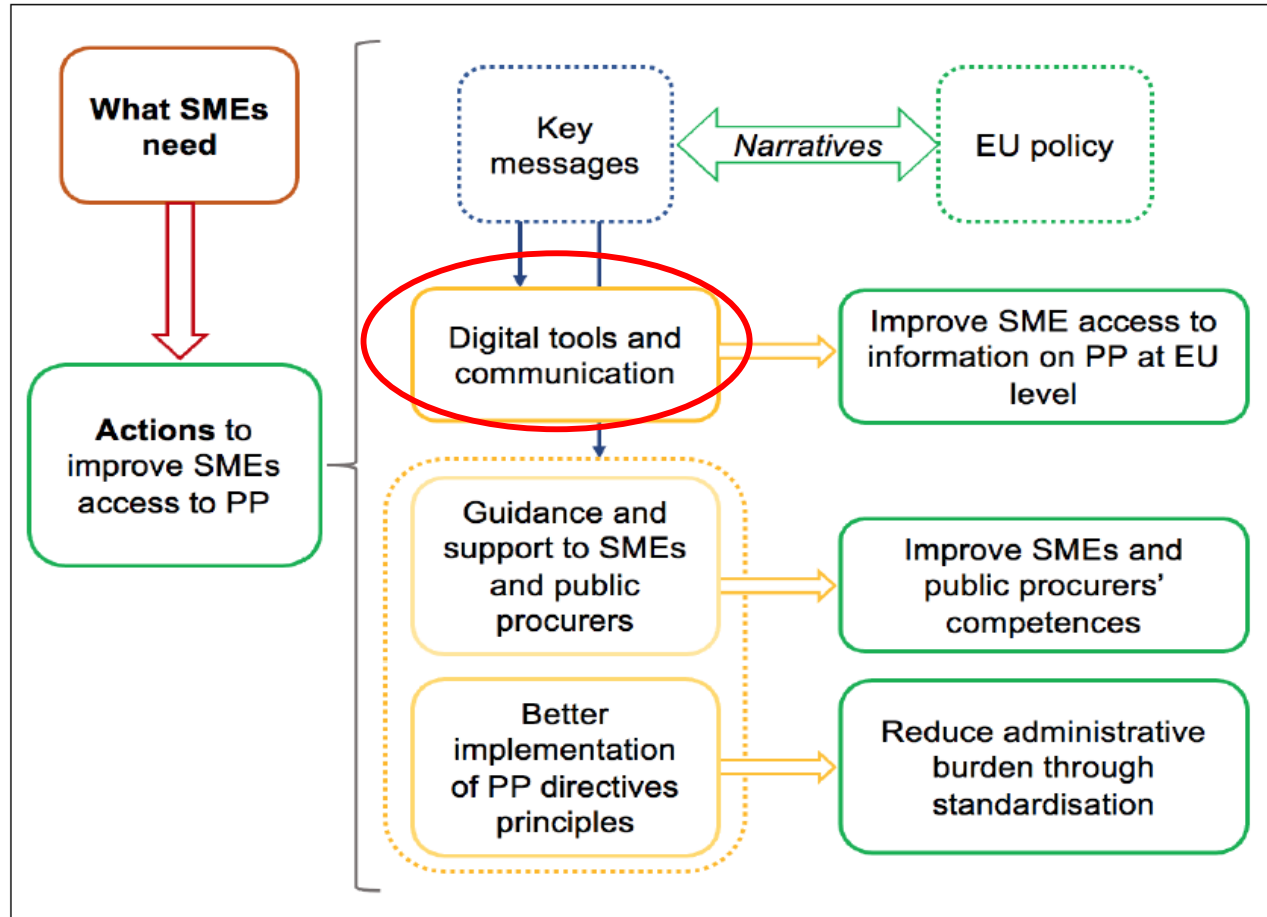 What SMEs
need
Actions to
improve SMEs
access to PP
Key
messages
Narratives
EU policy
Digital tools and
communication
Improve SME access to
information on PP at EU
level
Guidance and
support to SMEs
and public
procurers
Improve SMEs and
public procurers’
competences
Better
implementation
of PP directives
principles
Reduce administrative
burden through
standardisation